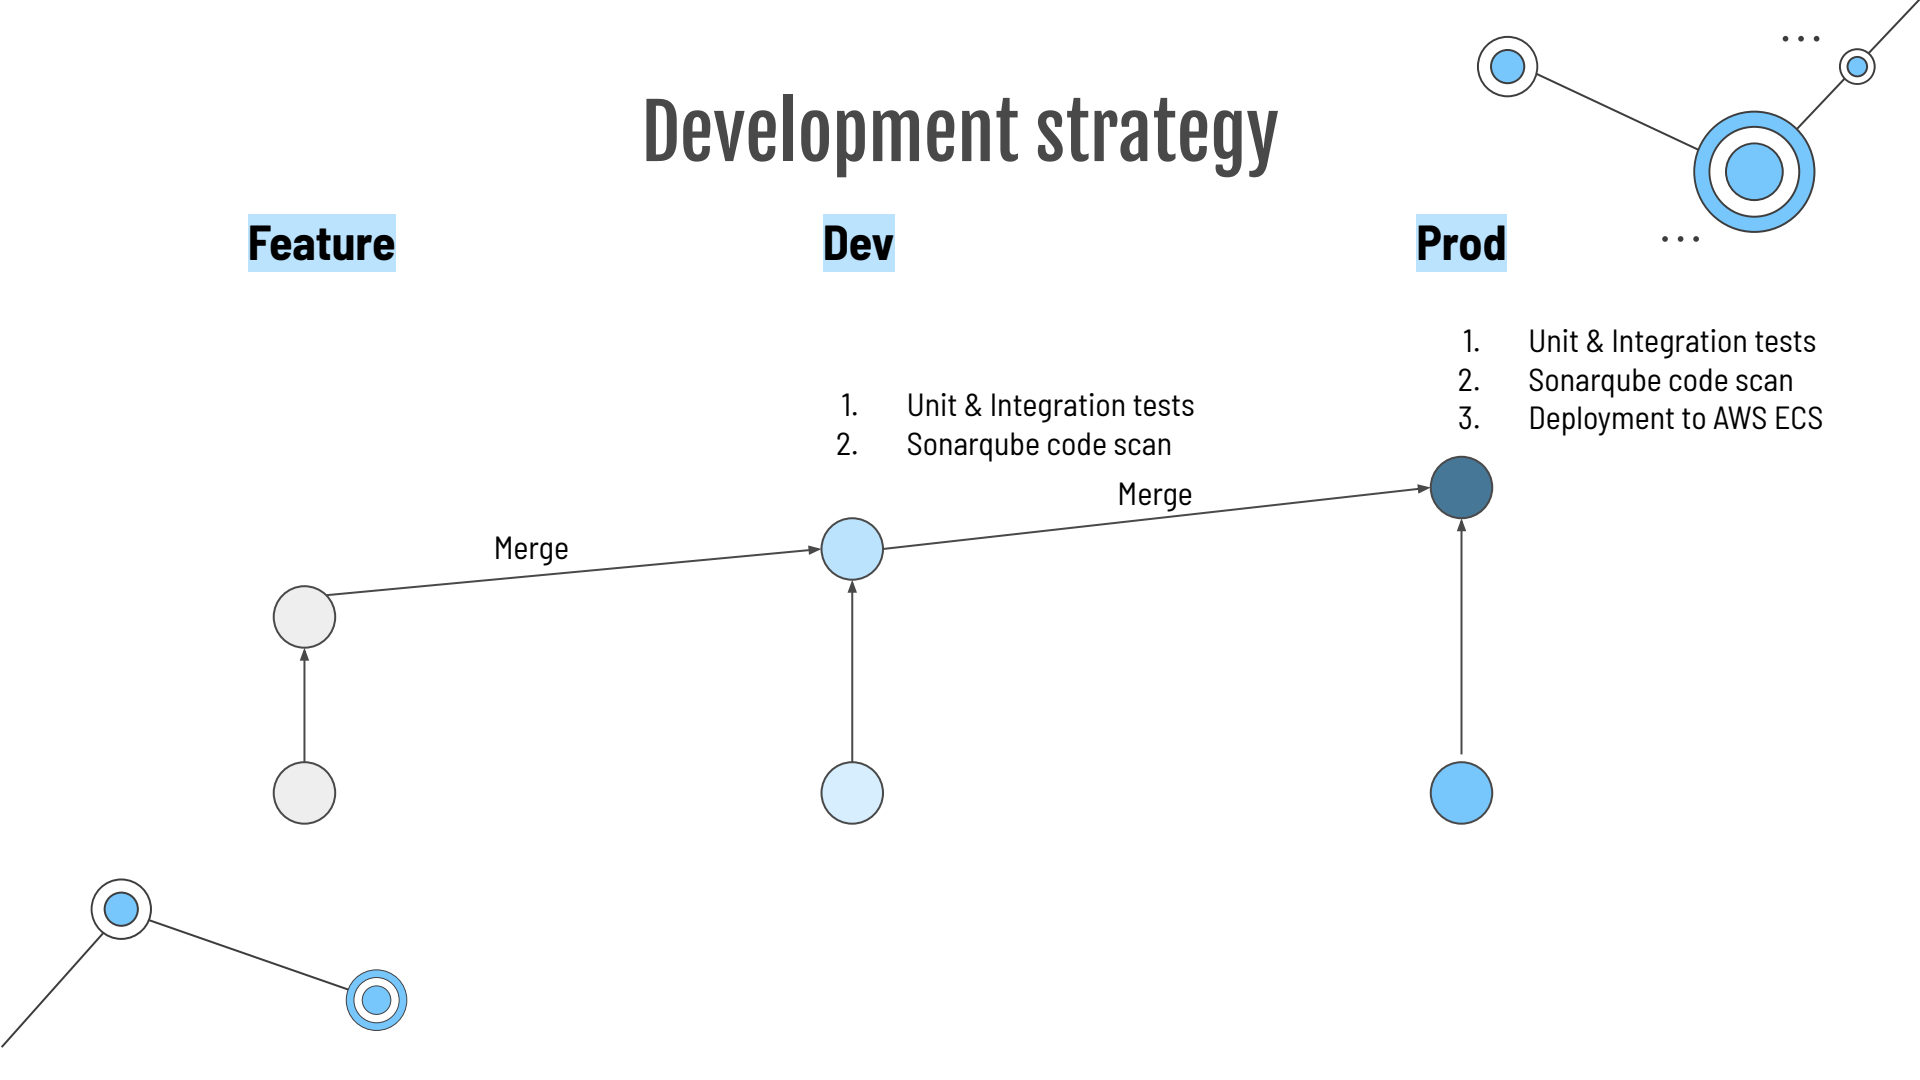 Development strategy
Feature
Dev
Prod
1. Unit & Integration tests
2. Sonarqube code scan
3. Deployment to AWS ECS
1. Unit & Integration tests
2. Sonarqube code scan
Merge
Merge